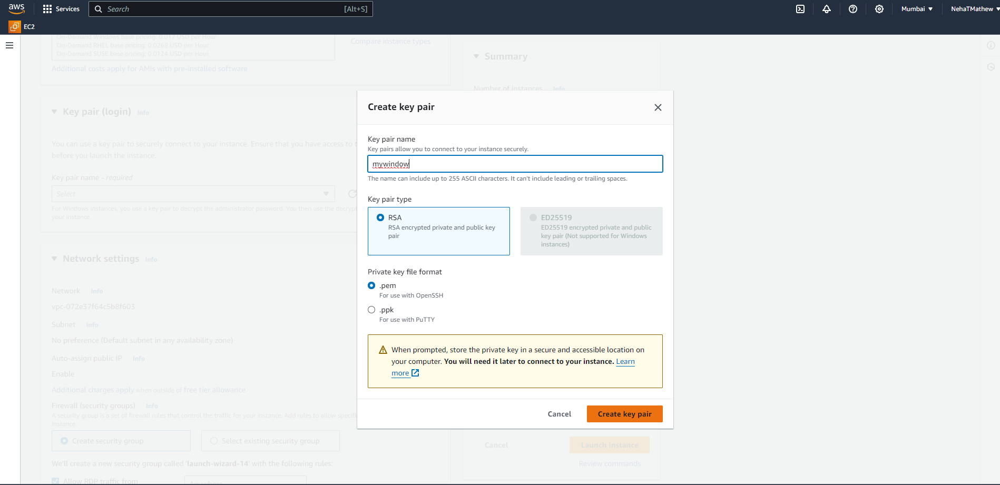 aws
Services
Search [Alt+S]
Mumbai
NehaTMathew
EC2
On-Demand Windows base pricing: 0.017 USD per Hour
On-Demand RHEL base pricing: 0.0268 USD per Hour
On-Demand SUSE base pricing: 0.0124 USD per Hour
Compare instance types
Additional costs apply for AMIs with pre-installed software
Summary
Number of instances Info
Key pair (login) Info
You can use a key pair to securely connect to your instance. Ensure that you have access to
before you launch the instance.
Key pair name - required
Select
For Windows instances, you use a key pair to decrypt the administrator password. You then use the decrypt
your instance.
Network settings Info
Network Info
vpc-072e37f64c5b8f603
Subnet Info
No preference (Default subnet in any availability zone)
Auto-assign public IP Info
Enable
Additional charges apply when outside of free tier allowance
Firewall (security groups) Info
A security group is a set of firewall rules that control the traffic for your instance. Add rules to allow specifi
instance.
Create security group
Select existing security group
We'll create a new security group called 'launch-wizard-14' with the following rules:
Allow RDP traffic from
Anywhere
Create key pair
Key pair name
Key pairs allow you to connect to your instance securely.
mywindow
The name can include up to 255 ASCII characters. It can't include leading or trailing spaces.
Key pair type
RSA
RSA encrypted private and public key
pair
ED25519
ED25519 encrypted private and public
key pair (Not supported for Windows
instances)
Private key file format
.pem
For use with OpenSSH
.ppk
For use with PuTTY
When prompted, store the private key in a secure and accessible location on
your computer. You will need it later to connect to your instance. Learn
more
Cancel
Create key pair
Cancel
Launch instance
Review commands